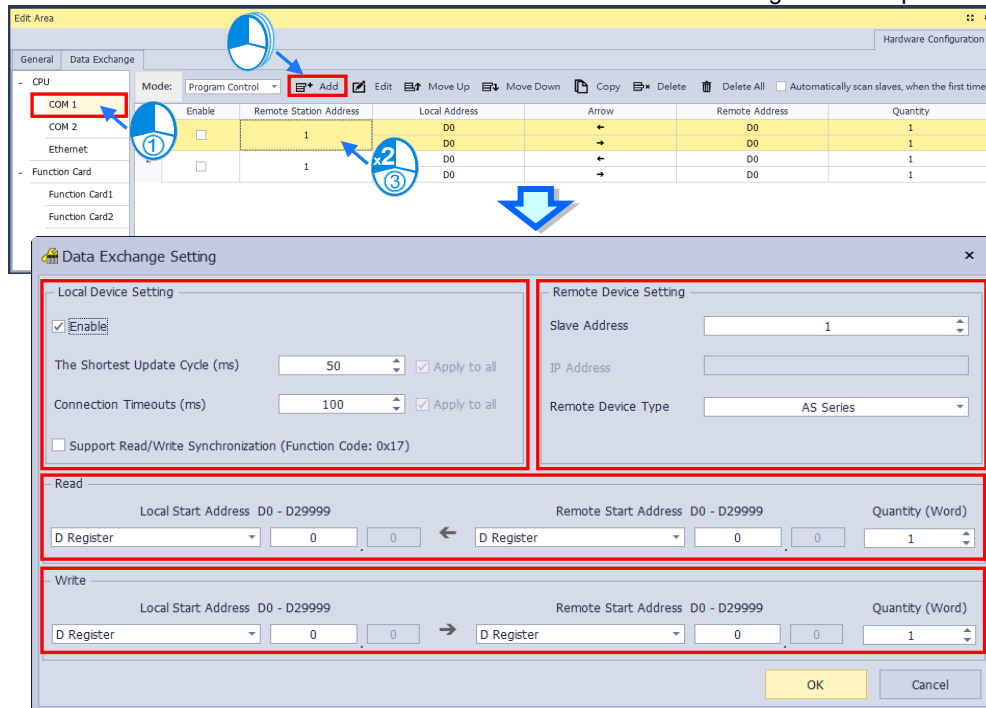 Edit Area
Hardware Configuration
General Data Exchange
- CPU
COM 1
COM 2
Ethernet
- Function Card
Function Card1
Function Card2
Mode: Program Control Add Edit Move Up Move Down Copy Delete Delete All Automatically scan slaves, when the first time
Enable Remote Station Address Local Address Arrow Remote Address Quantity
1 D0 ← D0 1
D0 → D0 1
1 D0 ← D0 1
D0 → D0 1
①
x2
③
Data Exchange Setting ×
Local Device Setting
Enable
The Shortest Update Cycle (ms) 50 Apply to all
Connection Timeouts (ms) 100 Apply to all
Support Read/Write Synchronization (Function Code: 0x17)
Remote Device Setting
Slave Address 1
IP Address
Remote Device Type AS Series
Read
Local Start Address D0 - D29999 Remote Start Address D0 - D29999 Quantity (Word)
D Register 0 . 0 ← D Register 0 . 0 1
Write
Local Start Address D0 - D29999 Remote Start Address D0 - D29999 Quantity (Word)
D Register 0 . 0 → D Register 0 . 0 1
OK Cancel